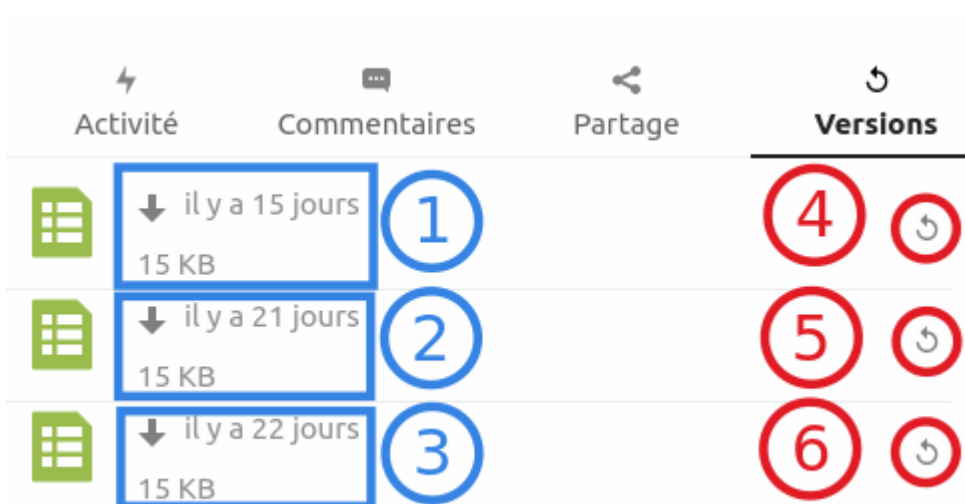 Activité Commentaires Partage Versions
il y a 15 jours 1 4
15 KB
il y a 21 jours 2 5
15 KB
il y a 22 jours 3 6
15 KB